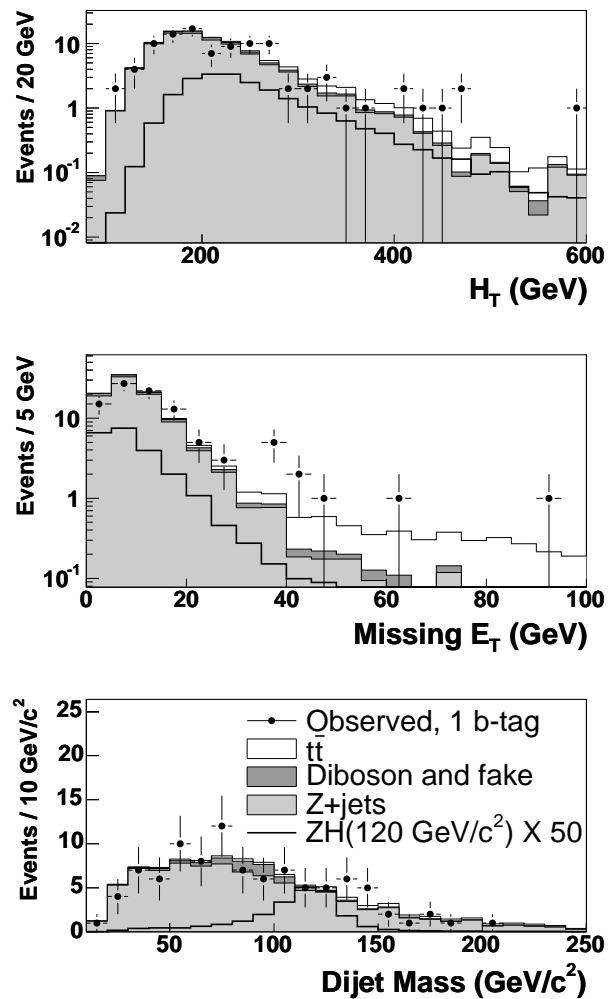 Events / 20 GeV
10
1
10⁻¹
10⁻²
200 400 600
H_T (GeV)
Events / 5 GeV
10
1
10⁻¹
0 20 40 60 80 100
Missing E_T (GeV)
Events / 10 GeV/c²
25
20
15
10
5
0
50 100 150 200 250
Dijet Mass (GeV/c²)
Observed, 1 b-tag
tt̄
Diboson and fake
Z+jets
ZH(120 GeV/c²) X 50